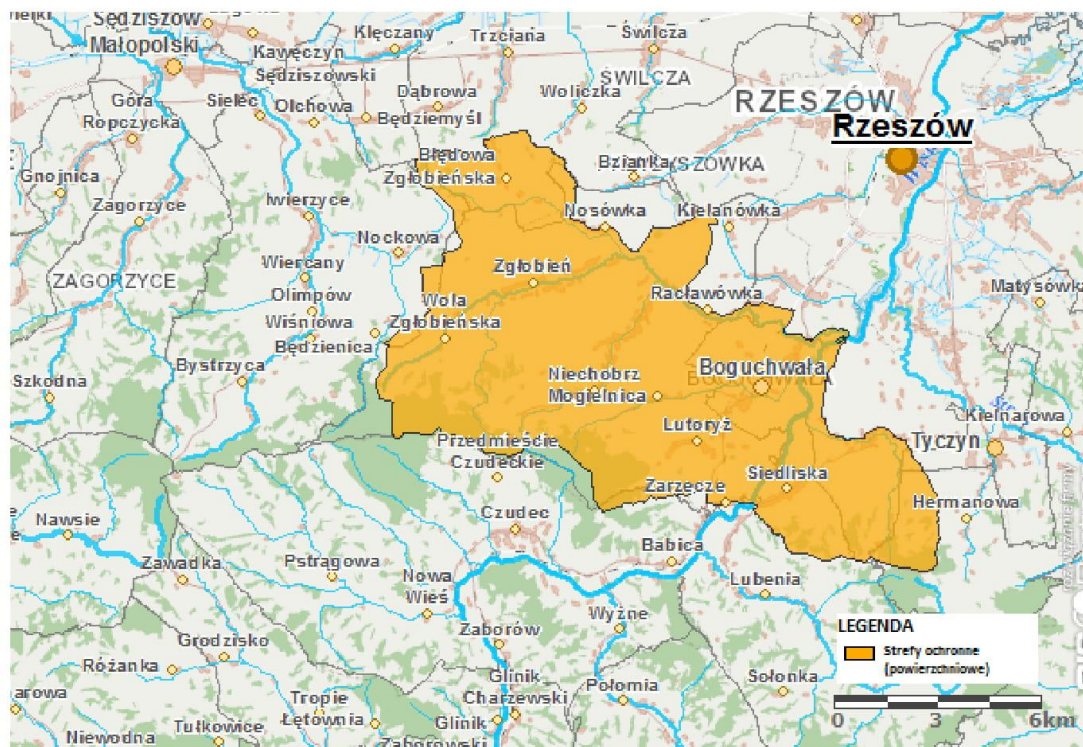 Sędziszów
Małopolski
Klęczany
Trzciana
Świlcza
Kawęczyn
Sędziszowski
ŚWILCZA
Góra
Ropczycka
Sielec
Olchowa
Dąbrowa
Będziemyśl
Woliczka
RZESZÓW
Rzeszów
Błędowa
Zgłobieńska
Bzianka
Gnojnica
Zagorzyce
Iwierzyce
Nosówka
Kielanówka
Nockowa
Wiercany
Zgłobień
ZAGORZYCE
Olimpów
Wola
Zgłobieńska
Racławówka
Matysówka
Wiśniowa
Będzienica
Bystrzyca
Boguchwała
BOGUCHWAŁA
Szkodna
Niechobrz
Mogielnica
Lutoryż
Kielnarowa
Tyczyn
Przedmieście
Czudeckie
Siedliska
Zarzecze
Hermanowa
Nawsie
Czudec
Babica
Zawadka
Pstrągowa
Nowa
Wieś
Lubenia
Wyżne
Grodzisko
Zaborów
LEGENDA
Strefy ochronne
(powierzchniowe)
Różanka
Glinik
Charzewski
Połomia
Sołonka
Tropie
Łętownia
Tułkowice
Glinik
Zaborowski
Niewodna
0 3 6km